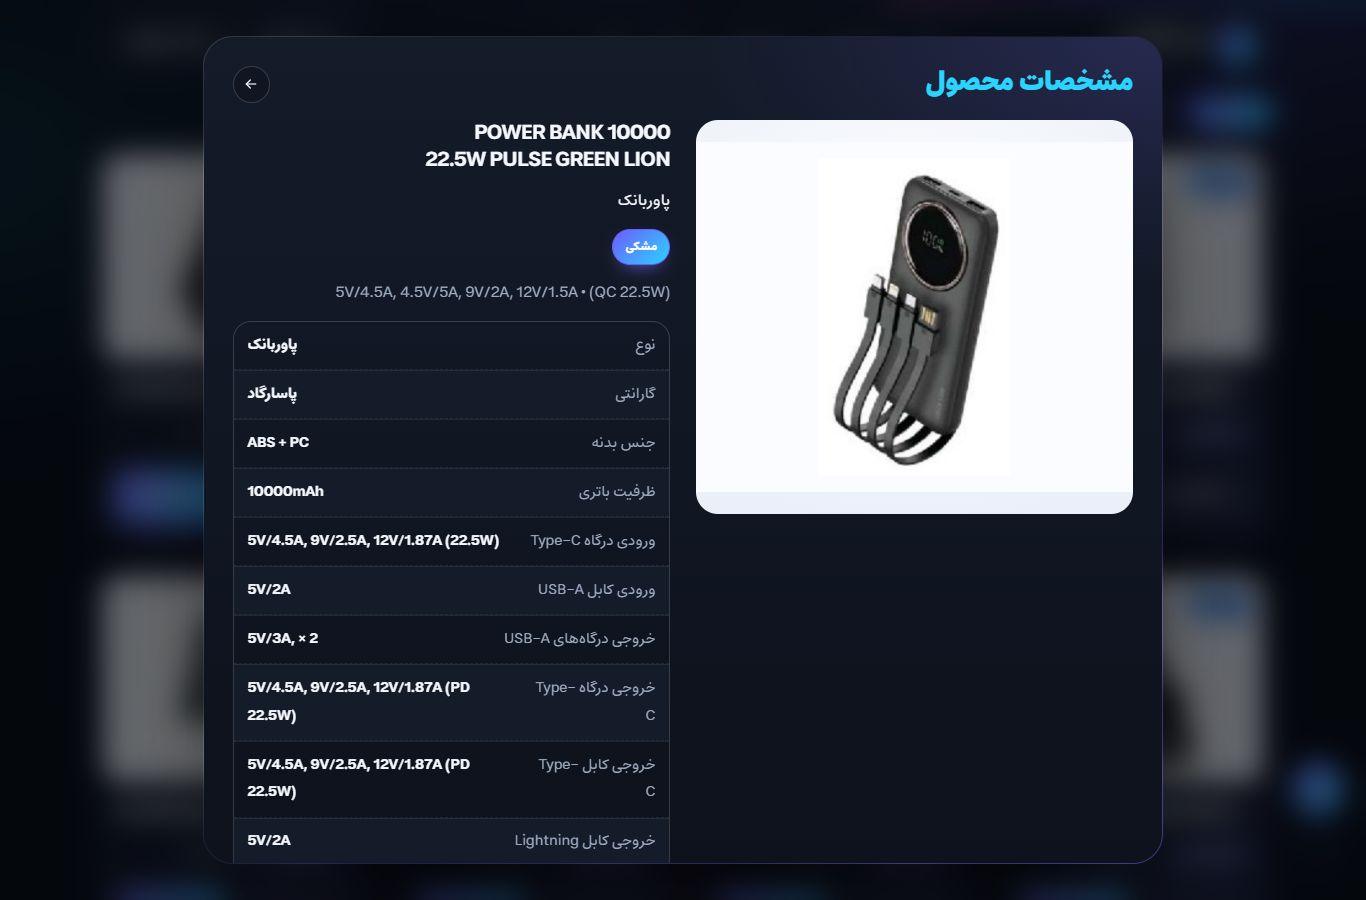 مشخصات محصول
POWER BANK 10000
22.5W PULSE GREEN LION
پاوربانک
مشکی
5V/4.5A, 4.5V/5A, 9V/2A, 12V/1.5A • (QC 22.5W)
نوع پاوربانک
گارانتی پاسارگاد
جنس بدنه ABS + PC
ظرفیت باتری 10000mAh
ورودی درگاه Type-C 5V/4.5A, 9V/2.5A, 12V/1.87A (22.5W)
ورودی کابل USB-A 5V/2A
خروجی درگاه‌های USB-A 5V/3A, × 2
خروجی درگاه Type-
C
5V/4.5A, 9V/2.5A, 12V/1.87A (PD
22.5W)
خروجی کابل Type-
C
5V/4.5A, 9V/2.5A, 12V/1.87A (PD
22.5W)
خروجی کابل Lightning 5V/2A